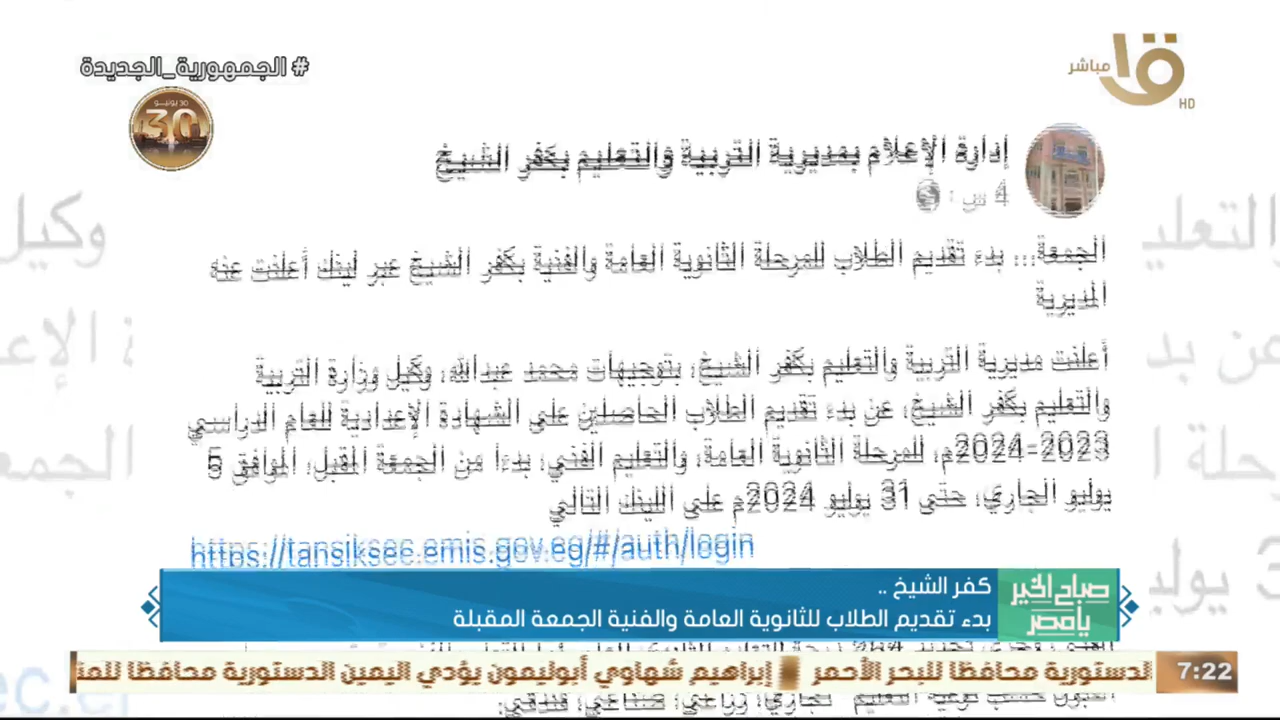 # الجمهورية_الجديدة
30 يونيو
30
مباشر
HD
إدارة الإعلام بمديرية التربية والتعليم بكفر الشيخ
4 س
الجمعة... بدء تقديم الطلاب للمرحلة الثانوية العامة والفنية بكفر الشيخ عبر لينك أعلنت عنه
المديرية
أعلنت مديرية التربية والتعليم بكفر الشيخ، بتوجيهات محمد عبدالله، وكيل وزارة التربية
والتعليم بكفر الشيخ، عن بدء تقديم الطلاب الحاصلين على الشهادة الإعدادية للعام الدراسي
2023-2024م، للمرحلة الثانوية العامة، والتعليم الفني، بدءا من الجمعة المقبل، الموافق 5
يوليو الجاري، حتى 31 يوليو 2024م على اللينك التالي
https://tansiksec.emis.gov.eg/#/auth/login
صباح الخير
يا مصر
كفر الشيخ ..
بدء تقديم الطلاب للثانوية العامة والفنية الجمعة المقبلة
الدستورية محافظا للبحر الأحمر
إبراهيم شهاوي أبوليمون يؤدي اليمين الدستورية محافظا
7:22